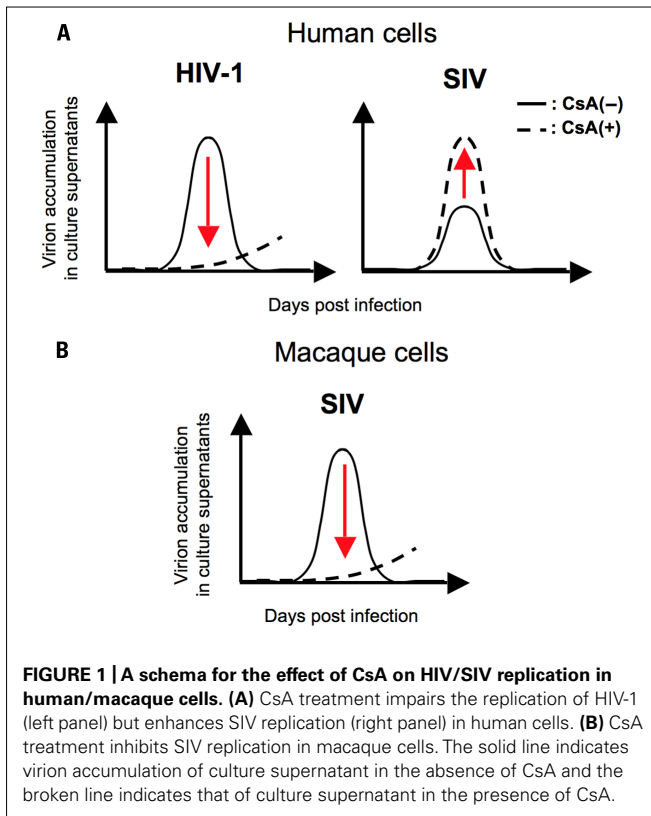 A
Human cells
HIV-1
SIV
: CsA(–)
: CsA(+)
Virion accumulation
in culture supernatants
Days post infection
B
Macaque cells
SIV
Virion accumulation
in culture supernatants
Days post infection
FIGURE 1 | A schema for the effect of CsA on HIV/SIV replication in
human/macaque cells. (A) CsA treatment impairs the replication of HIV-1
(left panel) but enhances SIV replication (right panel) in human cells. (B) CsA
treatment inhibits SIV replication in macaque cells. The solid line indicates
virion accumulation of culture supernatant in the absence of CsA and the
broken line indicates that of culture supernatant in the presence of CsA.